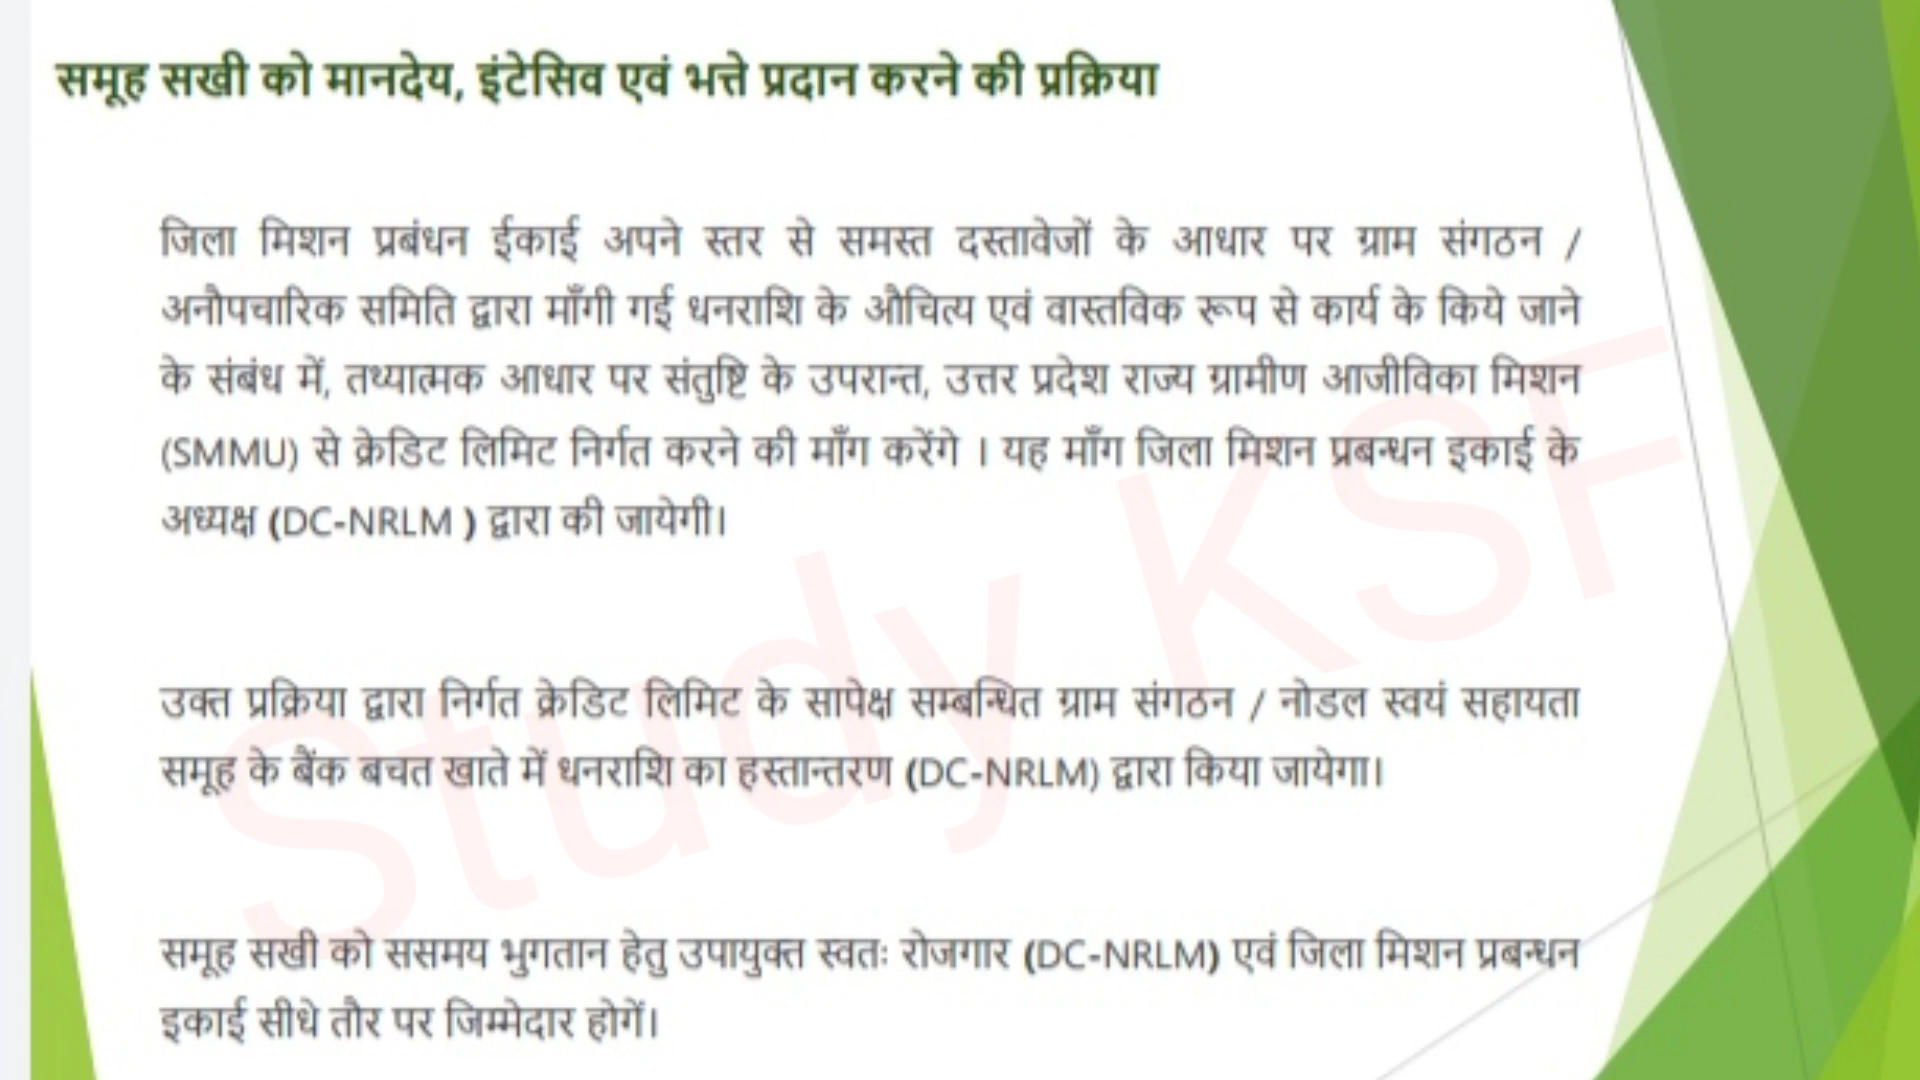 समूह सखी को मानदेय, इंटेसिव एवं भत्ते प्रदान करने की प्रक्रिया
जिला मिशन प्रबंधन ईकाई अपने स्तर से समस्त दस्तावेजों के आधार पर ग्राम संगठन /
अनौपचारिक समिति द्वारा माँगी गई धनराशि के औचित्य एवं वास्तविक रूप से कार्य के किये जाने
के संबंध में, तथ्यात्मक आधार पर संतुष्टि के उपरान्त, उत्तर प्रदेश राज्य ग्रामीण आजीविका मिशन
(SMMU) से क्रेडिट लिमिट निर्गत करने की माँग करेंगे । यह माँग जिला मिशन प्रबन्धन इकाई के
अध्यक्ष (DC-NRLM ) द्वारा की जायेगी।
उक्त प्रक्रिया द्वारा निर्गत क्रेडिट लिमिट के सापेक्ष सम्बन्धित ग्राम संगठन / नोडल स्वयं सहायता
समूह के बैंक बचत खाते में धनराशि का हस्तान्तरण (DC-NRLM) द्वारा किया जायेगा।
समूह सखी को ससमय भुगतान हेतु उपायुक्त स्वतः रोजगार (DC-NRLM) एवं जिला मिशन प्रबन्धन
इकाई सीधे तौर पर जिम्मेदार होगें।
Study KSF